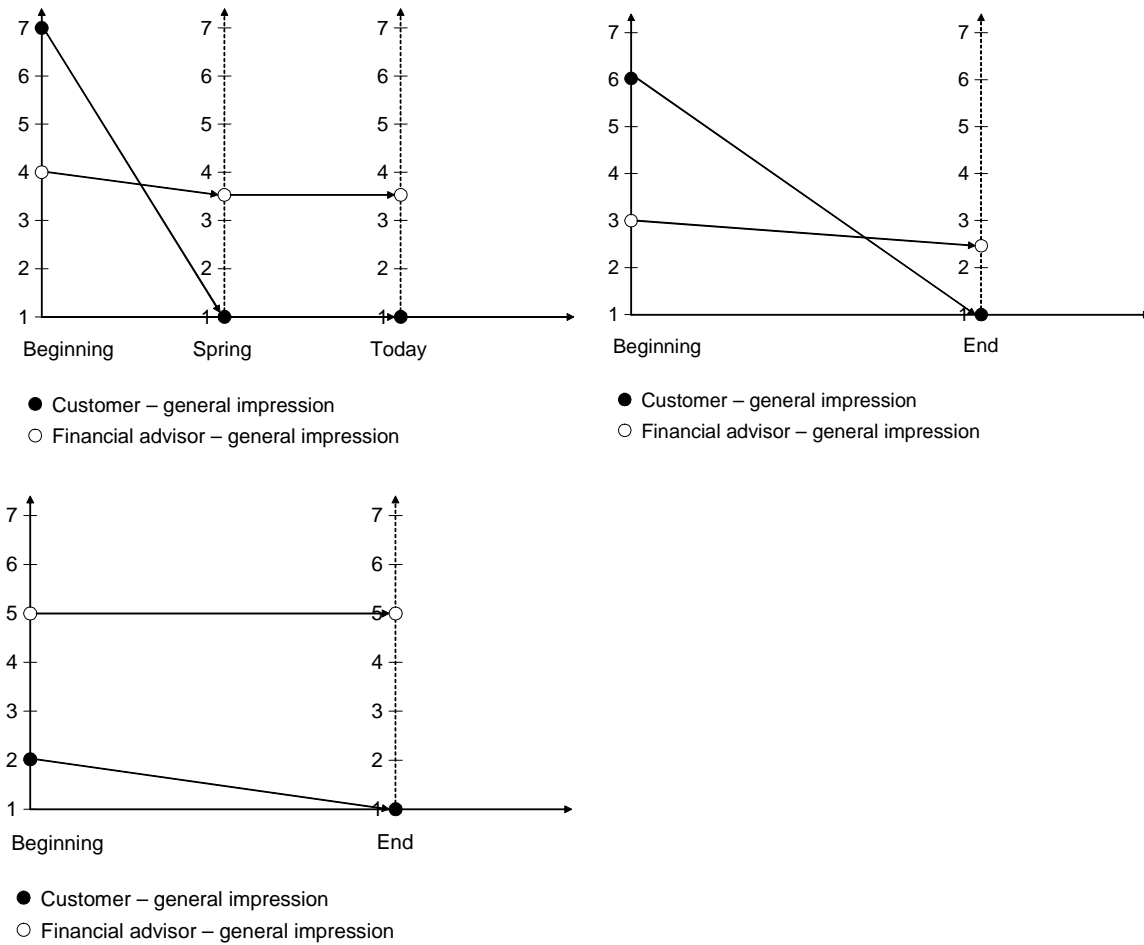 7 7 7
6 6 6
5 5 5
4 4 4
3 3 3
2 2 2
1 1 1
Beginning Spring Today
Customer – general impression
Financial advisor – general impression
7 7
6 6
5 5
4 4
3 3
2 2
1 1
Beginning End
Customer – general impression
Financial advisor – general impression
7 7
6 6
5 5
4 4
3 3
2 2
1 1
Beginning End
Customer – general impression
Financial advisor – general impression